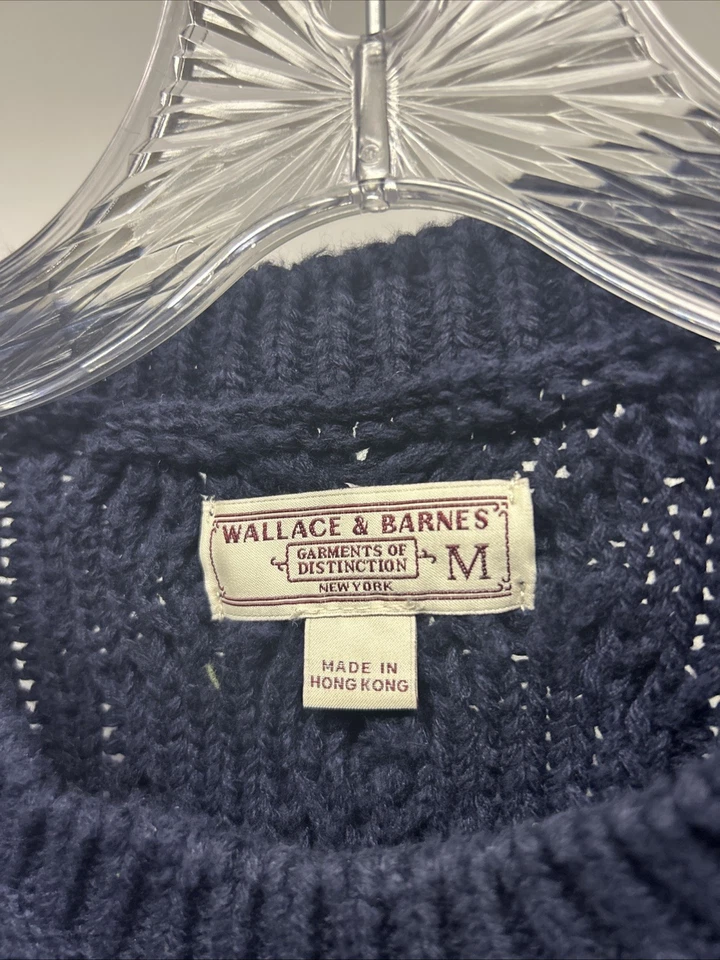 WALLACE & BARNES
GARMENTS OF
DISTINCTION
M
NEW YORK
MADE IN
HONG KONG